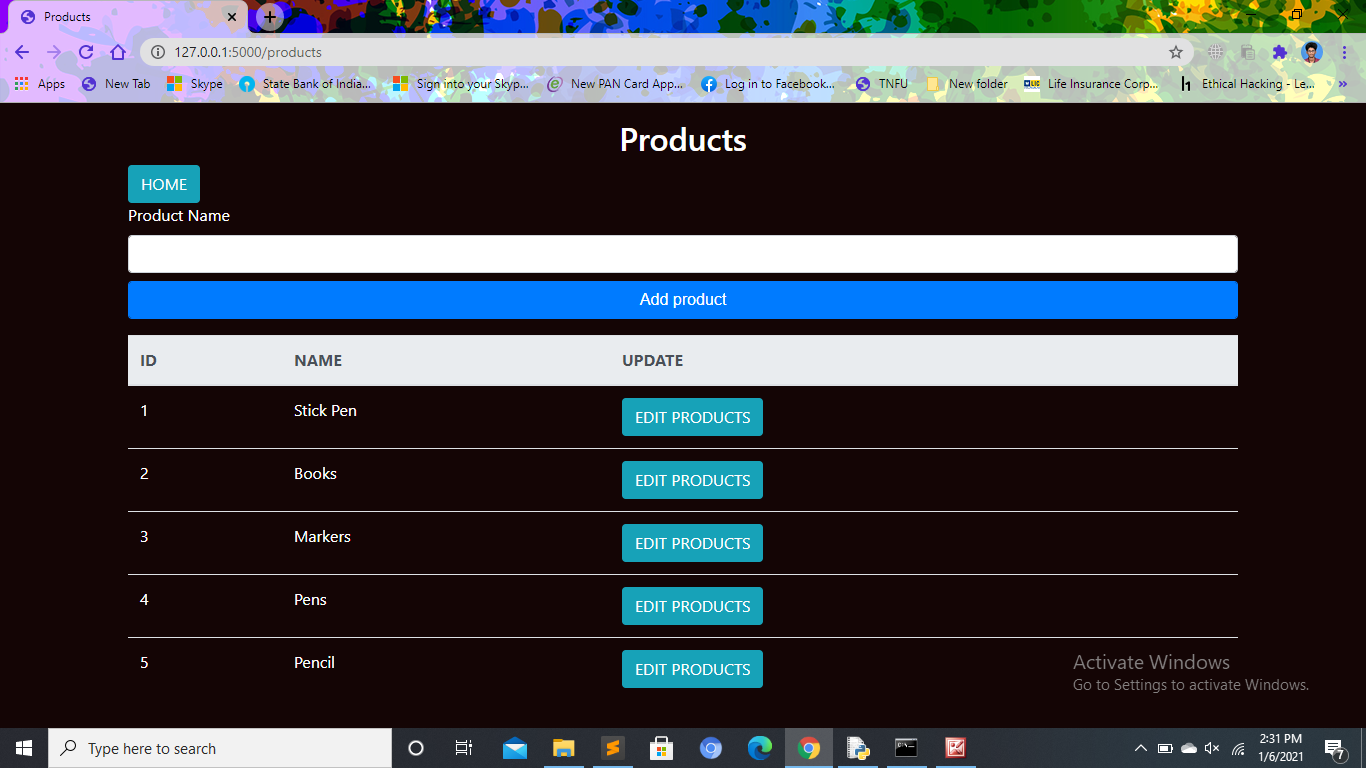 Products
127.0.0.1:5000/products
Apps New Tab Skype State Bank of India... Sign into your Skyp... New PAN Card App... Log in to Facebook... TNFU New folder LIC Life Insurance Corp... h Ethical Hacking - Le... »
Products
HOME
Product Name
Add product
ID NAME UPDATE
1 Stick Pen EDIT PRODUCTS
2 Books EDIT PRODUCTS
3 Markers EDIT PRODUCTS
4 Pens EDIT PRODUCTS
5 Pencil EDIT PRODUCTS
Activate Windows
Go to Settings to activate Windows.
Type here to search
2:31 PM
1/6/2021
7